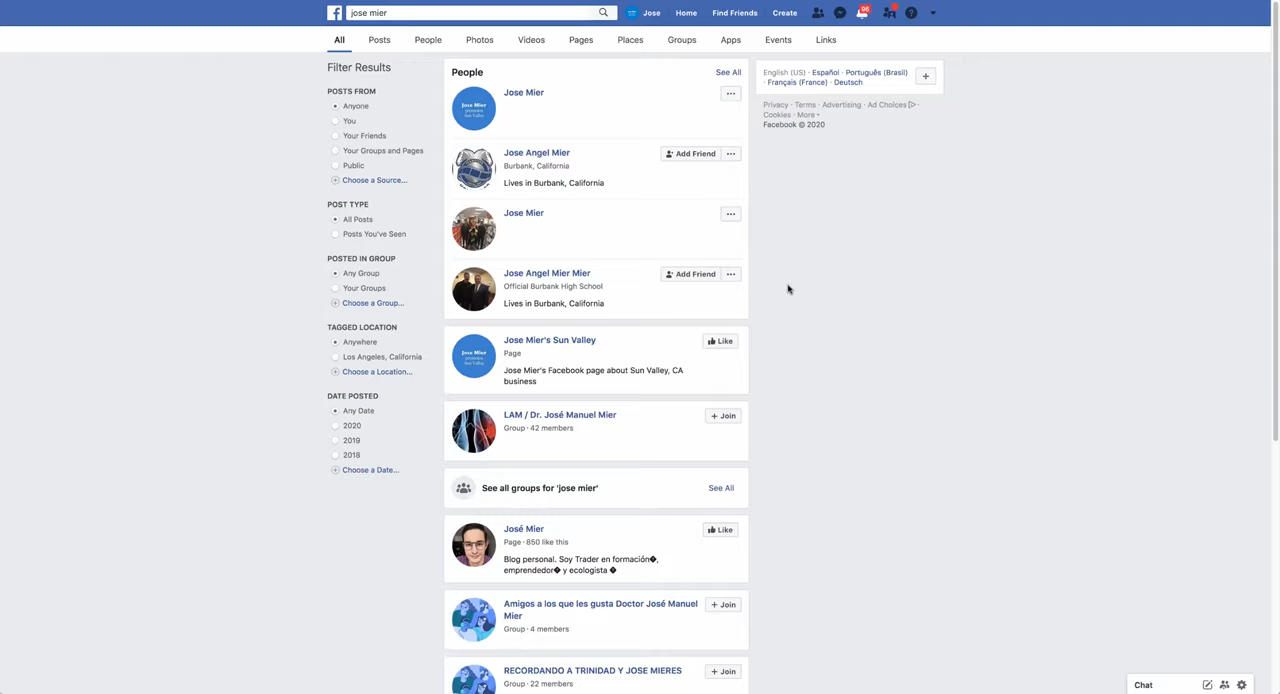 jose mier
Jose
Home
Find Friends
Create
96
All
Posts
People
Photos
Videos
Pages
Places
Groups
Apps
Events
Links
Filter Results
POSTS FROM
Anyone
You
Your Friends
Your Groups and Pages
Public
Choose a Source...
POST TYPE
All Posts
Posts You've Seen
POSTED IN GROUP
Any Group
Your Groups
Choose a Group...
TAGGED LOCATION
Anywhere
Los Angeles, California
Choose a Location...
DATE POSTED
Any Date
2020
2019
2018
Choose a Date...
People
See All
Jose Mier
Sun Valley
Jose Mier
Jose Angel Mier
Burbank, California
Lives in Burbank, California
Add Friend
Jose Mier
Jose Angel Mier Mier
Official Burbank High School
Lives in Burbank, California
Add Friend
Jose Mier
Sun Valley
Jose Mier's Sun Valley
Page
Jose Mier's Facebook page about Sun Valley, CA
business
Like
LAM / Dr. José Manuel Mier
Group · 42 members
+ Join
See all groups for 'jose mier'
See All
José Mier
Page · 850 like this
Blog personal. Soy Trader en formación�,
emprendedor� y ecologista �
Like
Amigos a los que les gusta Doctor José Manuel
Mier
Group · 4 members
+ Join
RECORDANDO A TRINIDAD Y JOSE MIERES
Group · 22 members
+ Join
English (US) · Español · Português (Brasil)
· Français (France) · Deutsch
+
Privacy · Terms · Advertising · Ad Choices ·
Cookies · More
Facebook © 2020
Chat